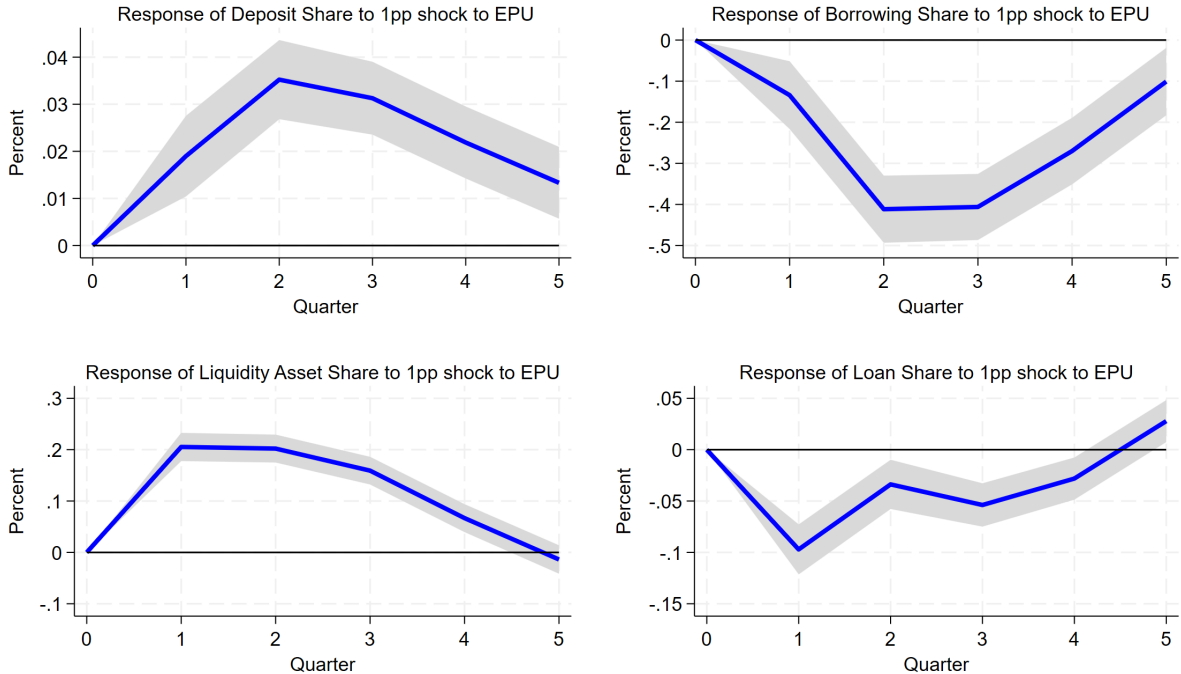 Response of Deposit Share to 1pp shock to EPU
.04
.03
.02
.01
0
Percent
0 1 2 3 4 5
Quarter
Response of Borrowing Share to 1pp shock to EPU
0
-.1
-.2
-.3
-.4
-.5
Percent
0 1 2 3 4 5
Quarter
Response of Liquidity Asset Share to 1pp shock to EPU
.3
.2
.1
0
-.1
Percent
0 1 2 3 4 5
Quarter
Response of Loan Share to 1pp shock to EPU
.05
0
-.05
-.1
-.15
Percent
0 1 2 3 4 5
Quarter